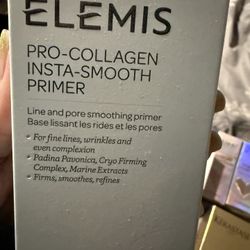 ELEMIS
PRO-COLLAGEN
INSTA-SMOOTH
PRIMER
Line and pore smoothing primer
Base lissant les rides et les pores
• For fine lines, wrinkles and
even complexion
• Padina Pavonica, Cryo Firming
Complex, Marine Extracts
• Firms, smoothes, refines